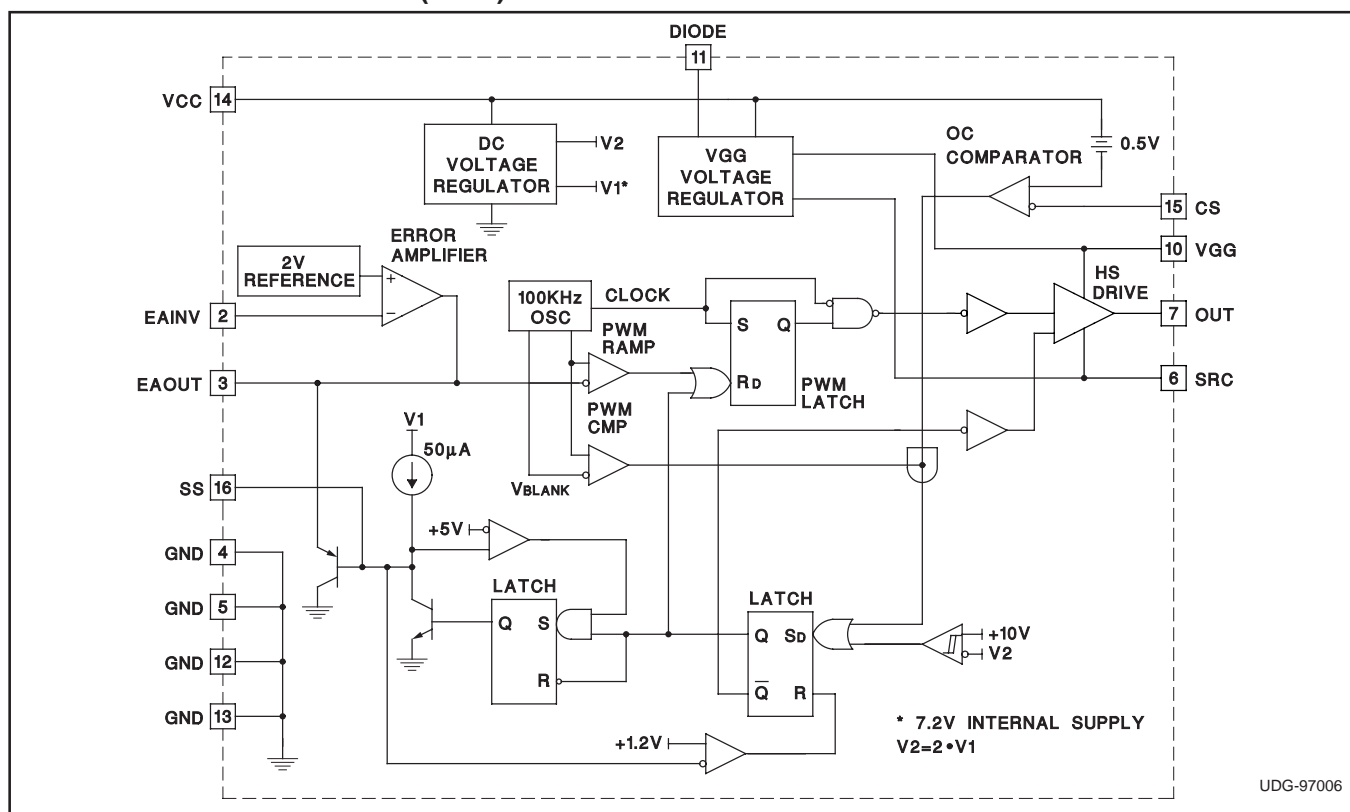 DIODE
11
VCC 14
DC
VOLTAGE
REGULATOR
V2
V1*
VGG
VOLTAGE
REGULATOR
OC
COMPARATOR
0.5V
15 CS
10 VGG
ERROR
AMPLIFIER
2V
REFERENCE
+
−
EAINV 2
100KHz
OSC
CLOCK
PWM
RAMP
S Q
RD
PWM
LATCH
HS
DRIVE
7 OUT
6 SRC
EAOUT 3
PWM
CMP
V1
50µA
VBLANK
SS 16
+5V
GND 4
GND 5
GND 12
GND 13
LATCH
Q S
R
LATCH
Q SD
Q R
+10V
V2
+1.2V
* 7.2V INTERNAL SUPPLY
V2=2•V1
UDG-97006